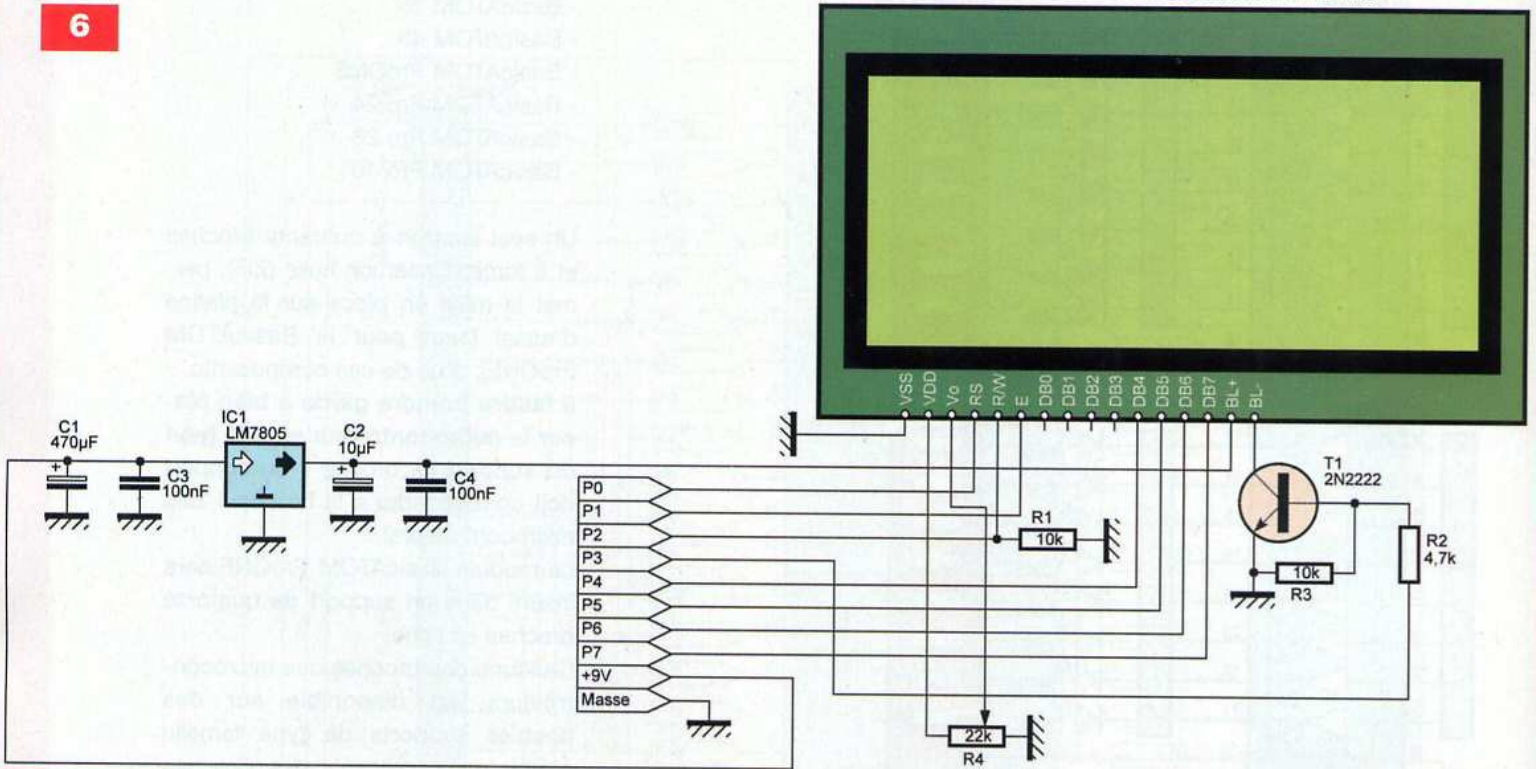 6
VSS
VDD
Vo
RS
R/W
E
DB0
DB1
DB2
DB3
DB4
DB5
DB6
DB7
BL+
BL-
C1
470µF
C3
100nF
IC1
LM7805
C2
10µF
C4
100nF
P0
P1
P2
P3
P4
P5
P6
P7
+9V
Masse
R1
10k
T1
2N2222
R2
4,7k
10k
R3
22k
R4